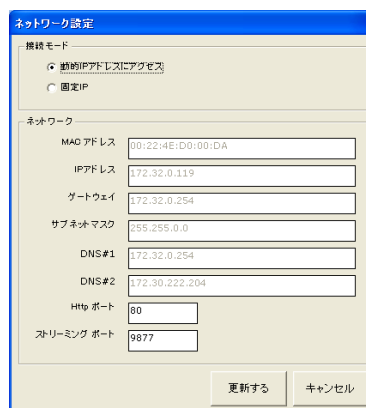 ネットワーク設定
接続モード
動的IPアドレスにアクセス
固定IP
ネットワーク
MAC アドレス 00:22:4E:D0:00:DA
IPアドレス 172.32.0.119
ゲートウェイ 172.32.0.254
サブネットマスク 255.255.0.0
DNS#1 172.32.0.254
DNS#2 172.30.222.204
Http ポート 80
ストリーミング ポート 9877
更新する キャンセル